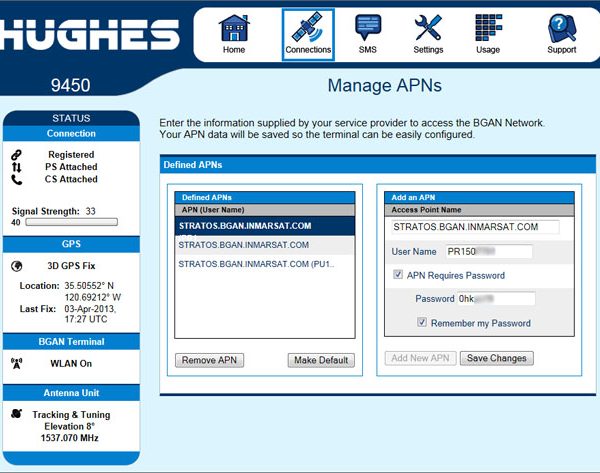 HUGHES
Home
Connections
SMS
Settings
Usage
Support
9450
Manage APNs
STATUS
Connection
Registered
PS Attached
CS Attached
Signal Strength: 33
40
GPS
3D GPS Fix
Location: 35.50552° N
120.69212° W
Last Fix: 03-Apr-2013,
17:27 UTC
BGAN Terminal
WLAN On
Antenna Unit
Tracking & Tuning
Elevation 8°
1537.070 MHz
Enter the information supplied by your service provider to access the BGAN Network.
Your APN data will be saved so the terminal can be easily configured.
Defined APNs
Defined APNs
APN (User Name)
STRATOS.BGAN.INMARSAT.COM
STRATOS.BGAN.INMARSAT.COM
STRATOS.BGAN.INMARSAT.COM (PU1..
Remove APN
Make Default
Add an APN
Access Point Name
STRATOS.BGAN.INMARSAT.COM
User Name PR150
APN Requires Password
Password 0hk
Remember my Password
Add New APN
Save Changes